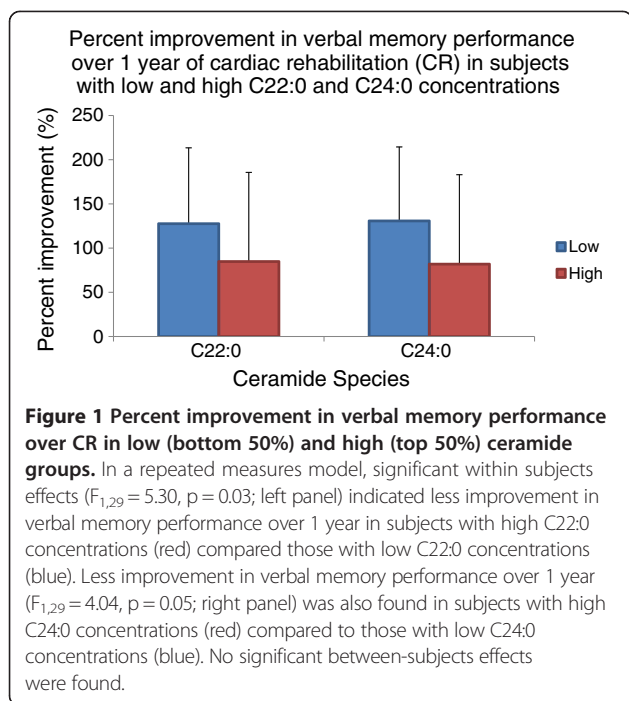 Percent improvement in verbal memory performance
over 1 year of cardiac rehabilitation (CR) in subjects
with low and high C22:0 and C24:0 concentrations
Percent improvement (%)
250
200
150
100
50
0
C22:0
C24:0
Low
High
Ceramide Species
Figure 1 Percent improvement in verbal memory performance
over CR in low (bottom 50%) and high (top 50%) ceramide
groups. In a repeated measures model, significant within subjects
effects (F1,29 = 5.30, p = 0.03; left panel) indicated less improvement in
verbal memory performance over 1 year in subjects with high C22:0
concentrations (red) compared those with low C22:0 concentrations
(blue). Less improvement in verbal memory performance over 1 year
(F1,29 = 4.04, p = 0.05; right panel) was also found in subjects with high
C24:0 concentrations (red) compared to those with low C24:0
concentrations (blue). No significant between-subjects effects
were found.